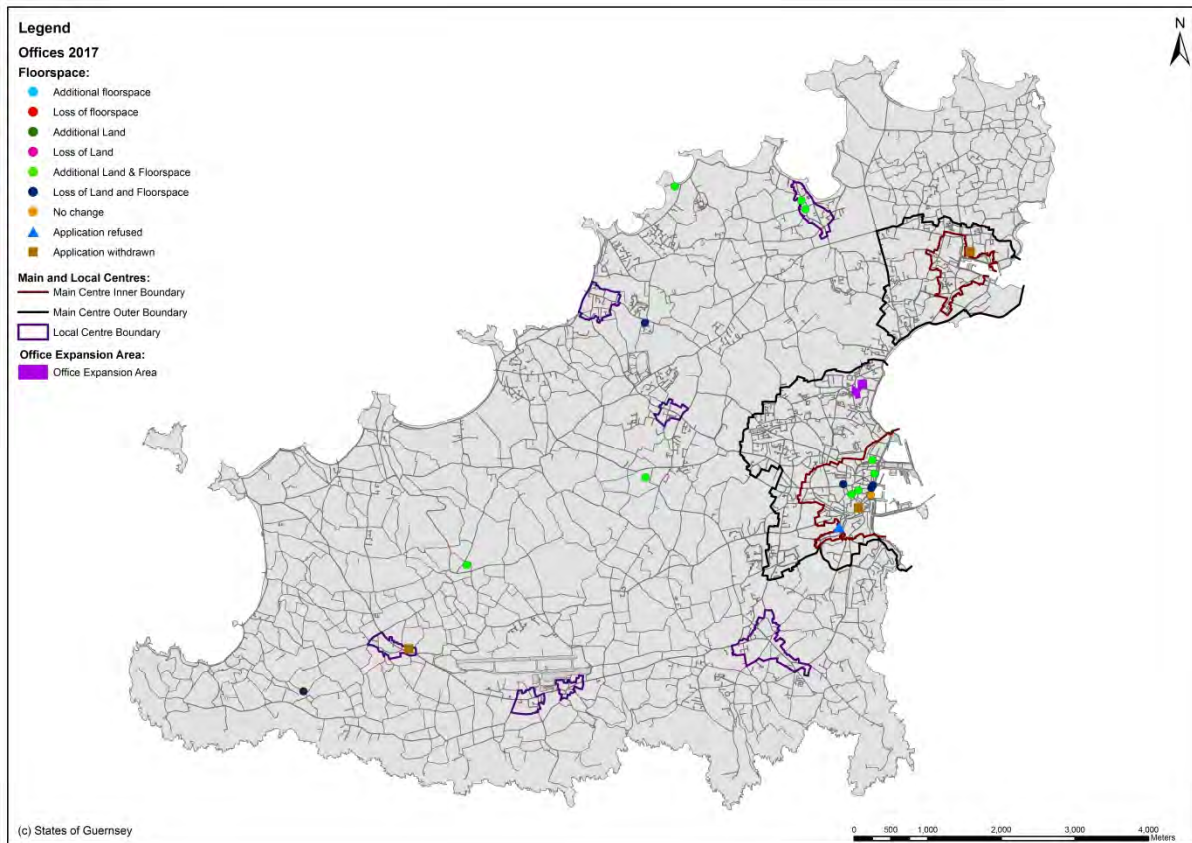 Legend
Offices 2017
Floorspace:
Additional floorspace
Loss of floorspace
Additional Land
Loss of Land
Additional Land & Floorspace
Loss of Land and Floorspace
No change
Application refused
Application withdrawn
Main and Local Centres:
Main Centre Inner Boundary
Main Centre Outer Boundary
Local Centre Boundary
Office Expansion Area:
Office Expansion Area
N
(c) States of Guernsey
0 500 1,000 2,000 3,000 4,000
Meters